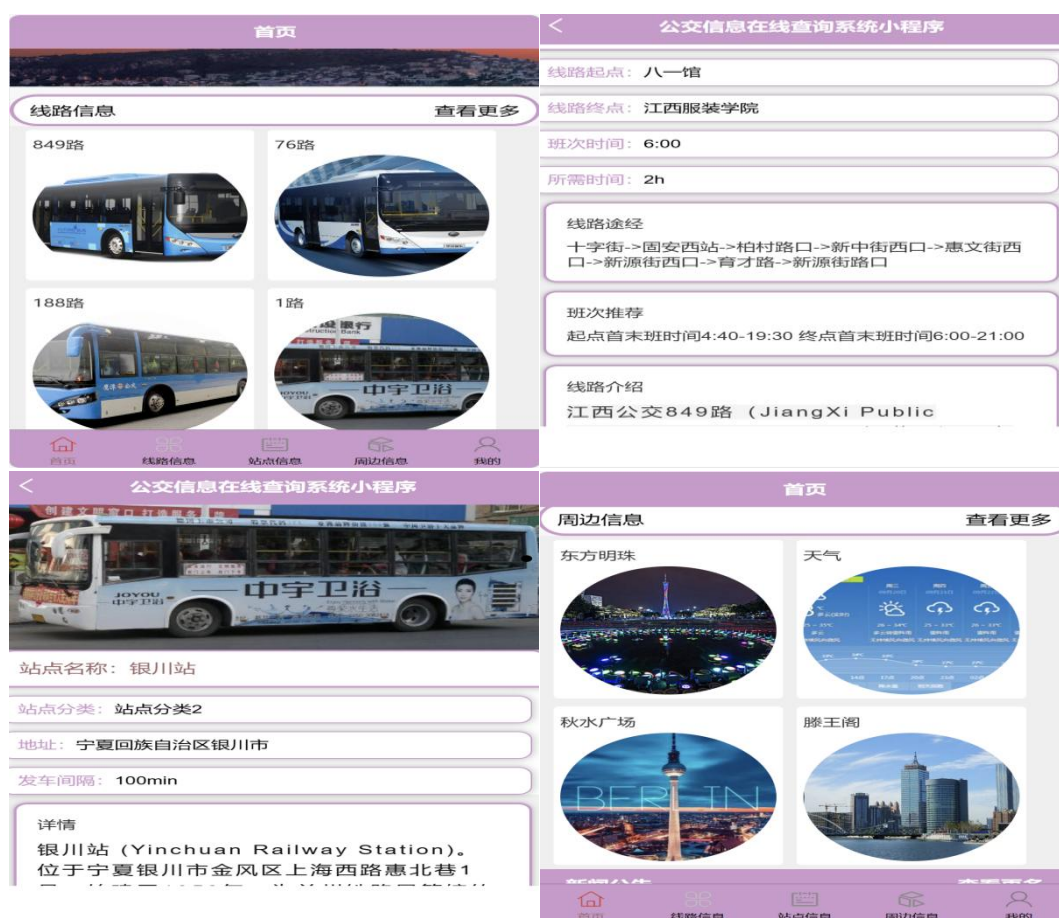 首页
线路信息 查看更多
849路 76路
188路 1路
中宇卫浴
首页 线路信息 站点信息 周边信息 我的
公交信息在线查询系统小程序
线路起点: 八一馆
线路终点: 江西服装学院
班次时间: 6:00
所需时间: 2h
线路途经
十字街->固安西站->柏村路口->新中街西口->惠文街西
口->新源街西口->育才路->新源街路口
班次推荐
起点首末班时间4:40-19:30 终点首末班时间6:00-21:00
线路介绍
江西公交849路 (JiangXi Public
公交信息在线查询系统小程序
JOYOU
中宇卫浴
中宇卫浴
站点名称: 银川站
站点分类: 站点分类2
地址: 宁夏回族自治区银川市
发车间隔: 100min
详情
银川站 (Yinchuan Railway Station)。
位于宁夏银川市金凤区上海西路惠北巷1
首页
周边信息 查看更多
东方明珠 天气
秋水广场 滕王阁
BERLIN
首页 线路信息 站点信息 周边信息 我的